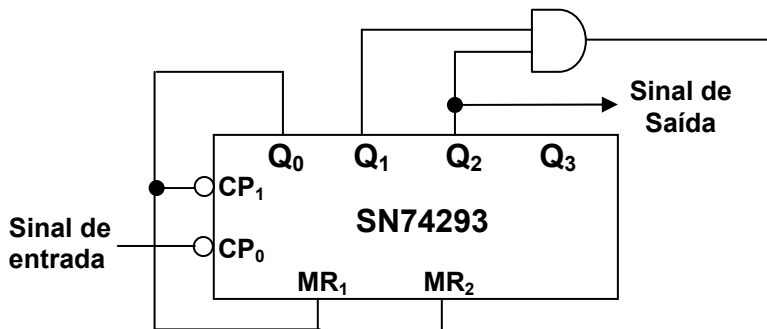 Sinal de
Saída
Q₀ Q₁ Q₂ Q₃
CP₁
SN74293
Sinal de
entrada
CP₀
MR₁ MR₂